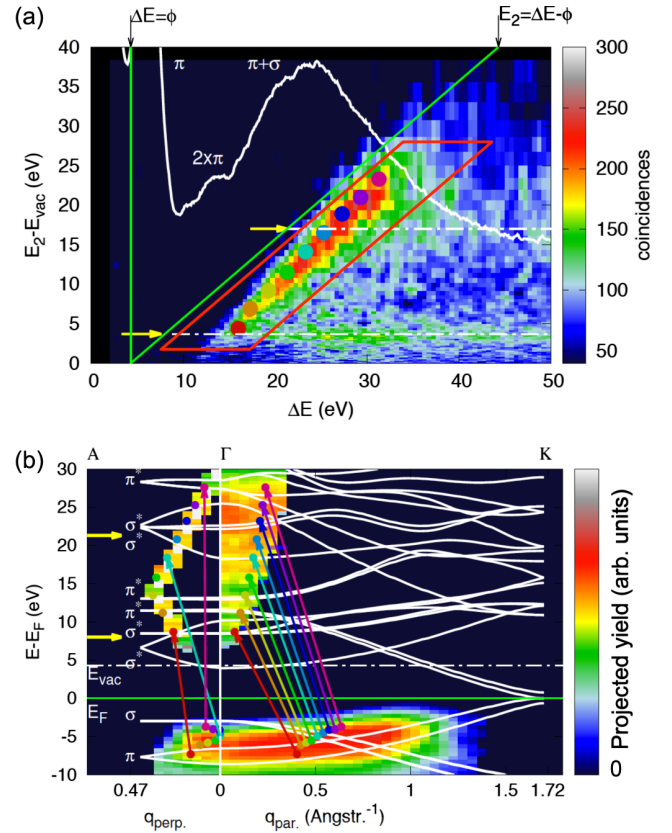 (a)
ΔE=ϕ
E₂=ΔE-ϕ
40
35
30
25
20
15
10
5
0
E₂-Eᵥₐc (eV)
π
π+σ
2xπ
0
10
20
30
40
50
ΔE (eV)
300
250
200
150
100
50
coincidences
(b)
A
Γ
K
30
25
20
15
10
5
0
-5
-10
E-E_F (eV)
π*
σ*
σ*
π*
π*
σ*
σ*
E_vac
E_F
σ
π
0.47
0
0.5
1
1.5
1.72
q_perp.
q_par. (Angstr.⁻¹)
0 Projected yield (arb. units)